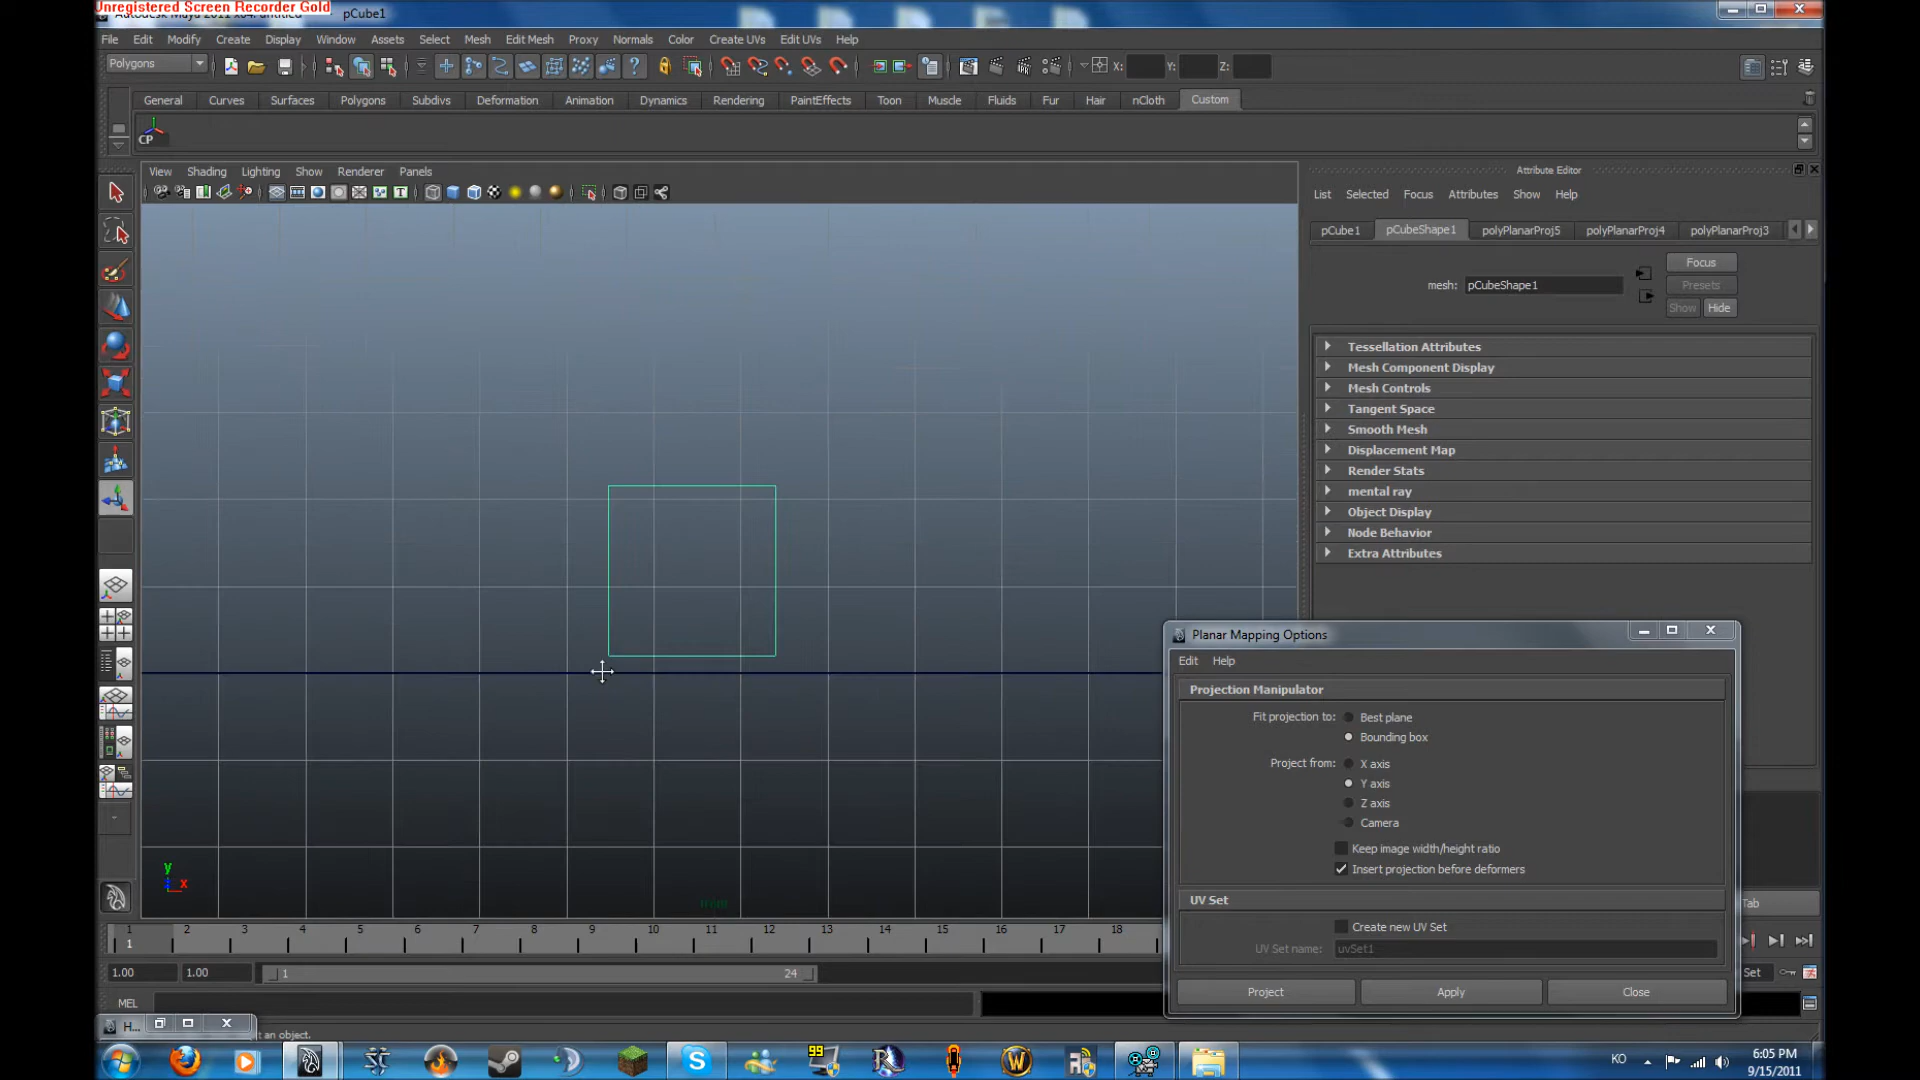 Unregistered Screen Recorder Gold
Autodesk Maya 2011 x64: untitled pCube1
File Edit Modify Create Display Window Assets Select Mesh Edit Mesh Proxy Normals Color Create UVs Edit UVs Help
Polygons X: Y: Z:
General Curves Surfaces Polygons Subdivs Deformation Animation Dynamics Rendering PaintEffects Toon Muscle Fluids Fur Hair nCloth Custom
CP
View Shading Lighting Show Renderer Panels
Attribute Editor
List Selected Focus Attributes Show Help
pCube1 pCubeShape1 polyPlanarProj5 polyPlanarProj4 polyPlanarProj3
mesh: pCubeShape1
Focus
Presets
Show Hide
Tessellation Attributes
Mesh Component Display
Mesh Controls
Tangent Space
Smooth Mesh
Displacement Map
Render Stats
mental ray
Object Display
Node Behavior
Extra Attributes
Planar Mapping Options
Edit Help
Projection Manipulator
Fit projection to: Best plane
Bounding box
Project from: X axis
Y axis
Z axis
Camera
Keep image width/height ratio
Insert projection before deformers
UV Set
Create new UV Set
UV Set name: uvSet1
Project Apply Close
y
x
Tab
1 2 3 4 5 6 7 8 9 10 11 12 13 14 15 16 17 18
1
1.00 1.00 1 24 Set
MEL
H... t an object.
99
KO
6:05 PM
9/15/2011